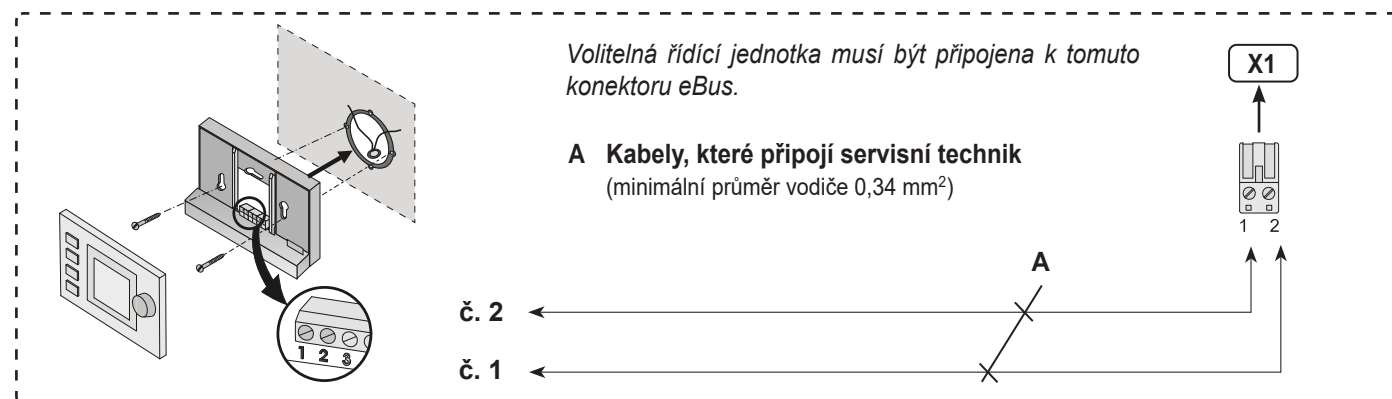 Volitelná řídící jednotka musí být připojena k tomuto
konektoru eBus.
X1
A Kabely, které připojí servisní technik
(minimální průměr vodiče 0,34 mm²)
1 2
A
č. 2
1 2 3
č. 1